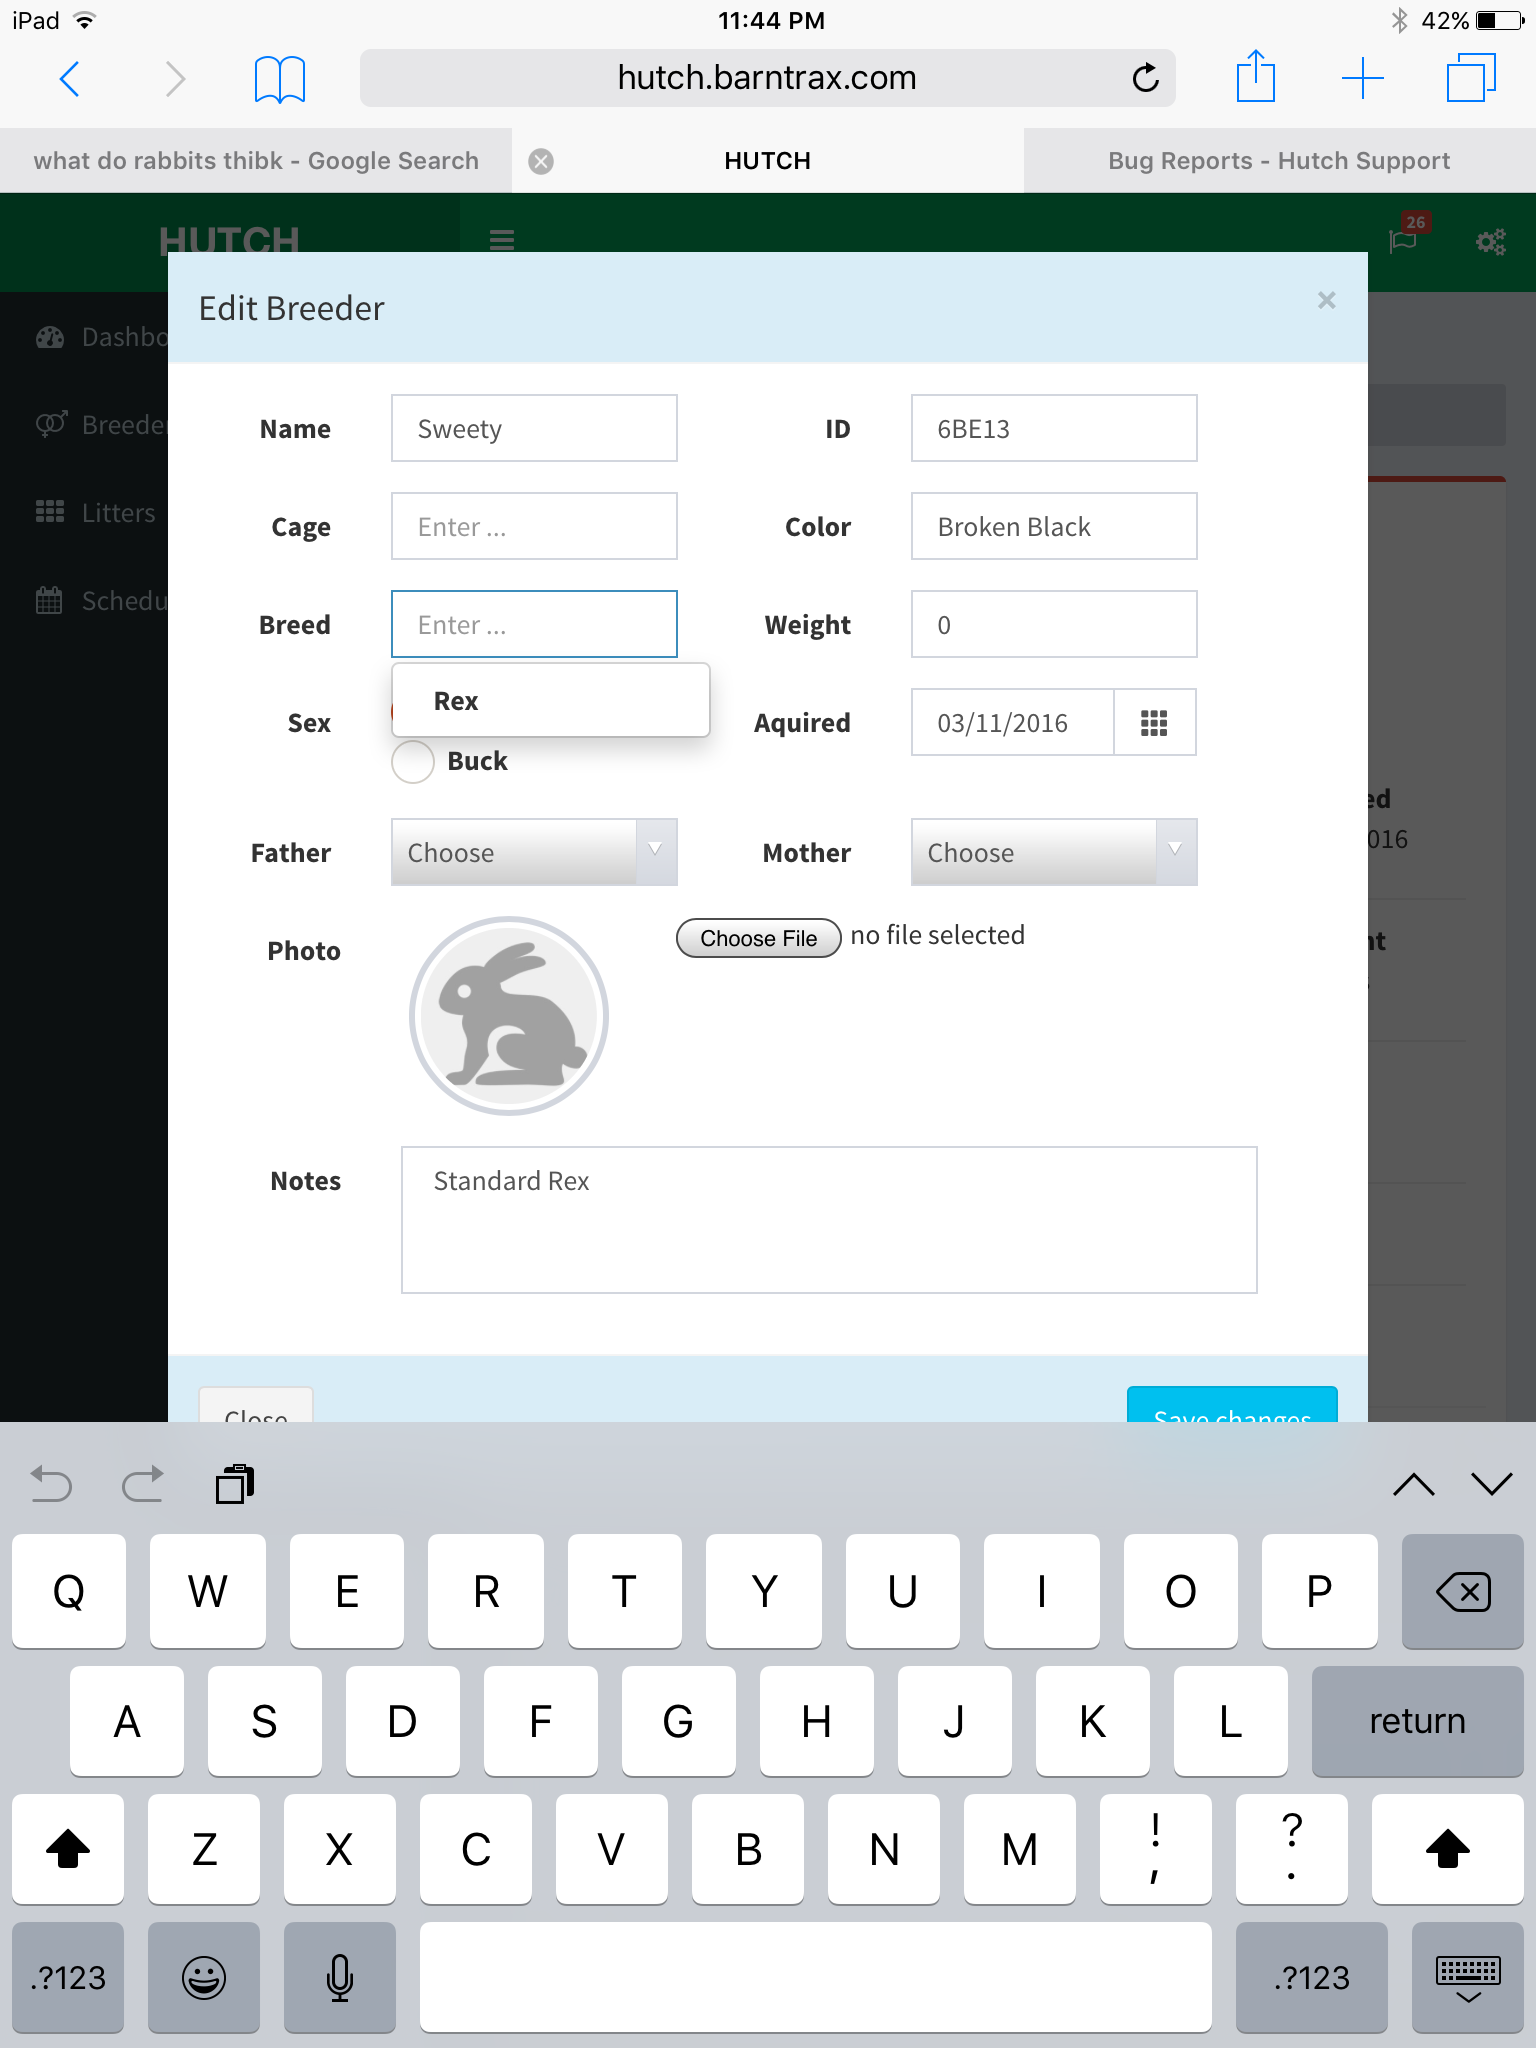 iPad 11:44 PM 42%
hutch.barntrax.com
what do rabbits thibk - Google Search HUTCH Bug Reports - Hutch Support
HUTCH 26
Edit Breeder ×
Dashbo
Name Sweety ID 6BE13
Breeder
Cage Enter ... Color Broken Black
Litters
Breed Enter ... Weight 0
Schedu
Rex
Sex Aquired 03/11/2016
Buck
ed
016
Father Choose Mother Choose
Photo Choose File no file selected
nt
Notes Standard Rex
Close Save changes
Q W E R T Y U I O P
A S D F G H J K L return
Z X C V B N M ! , ? .
.?123 .?123